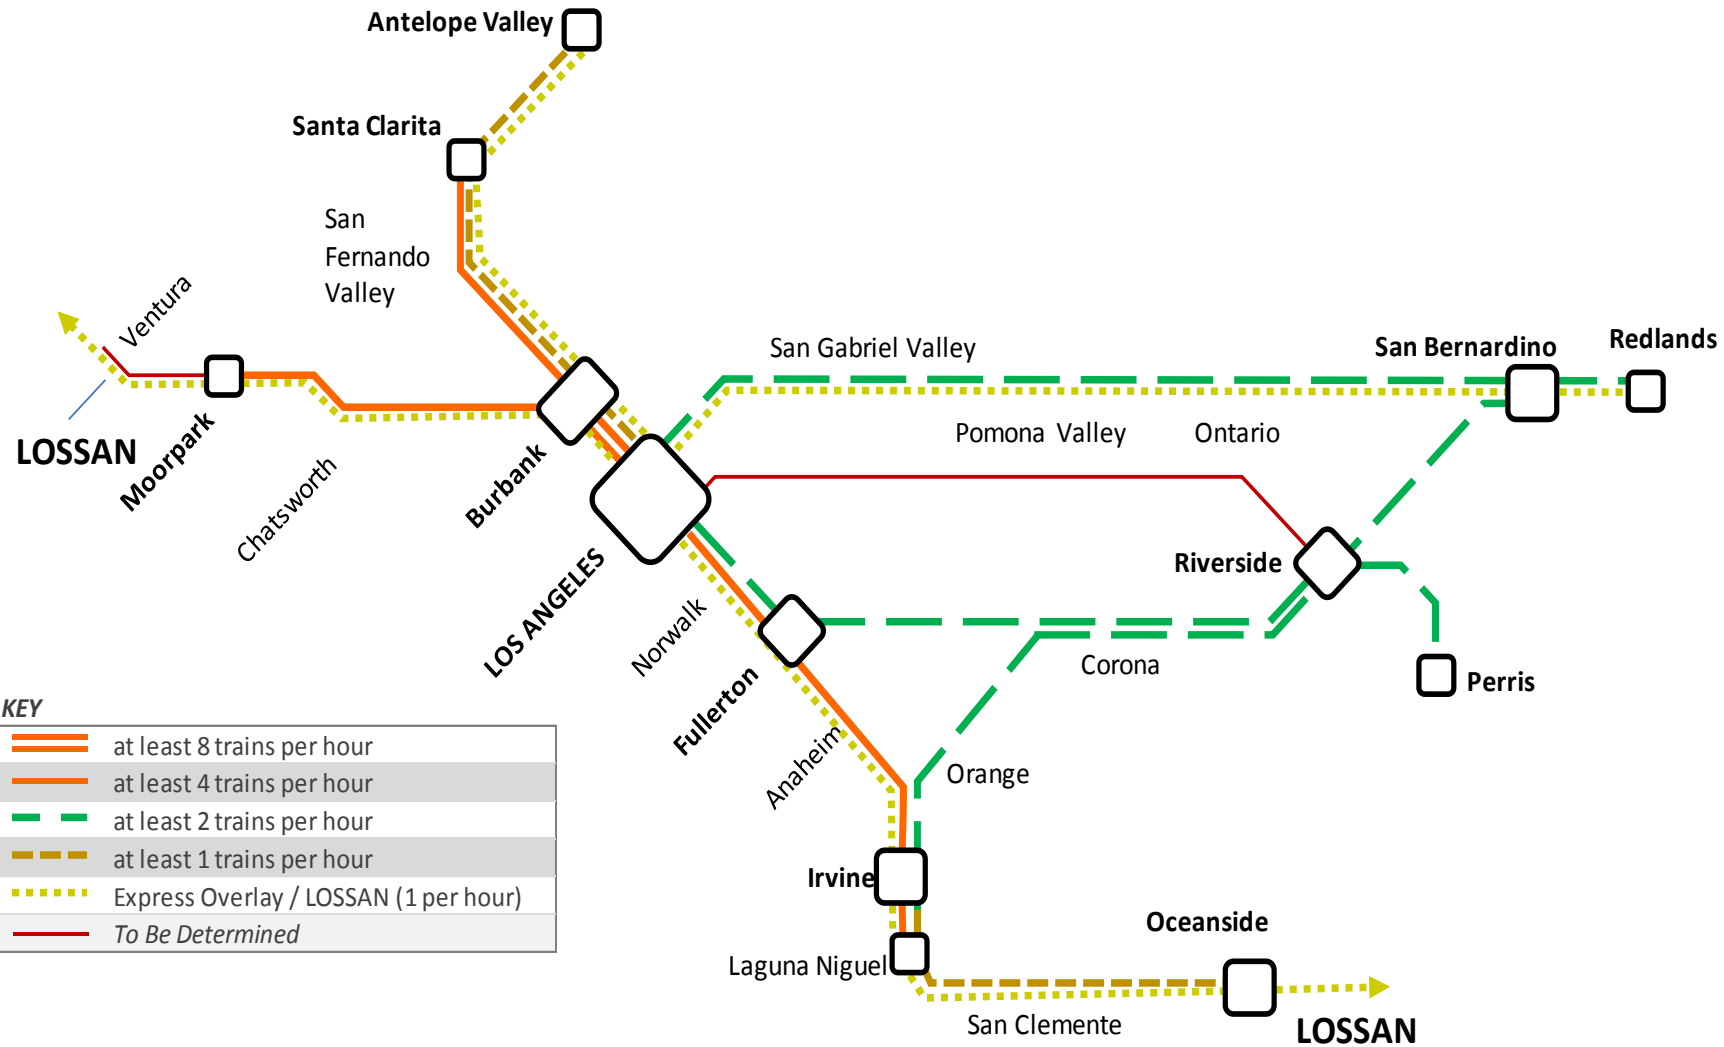 Antelope Valley
Santa Clarita
San
Fernando
Valley
Ventura
San Gabriel Valley
San Bernardino
Redlands
LOSSAN
Moorpark
Chatsworth
Burbank
Pomona Valley
Ontario
LOS ANGELES
Norwalk
Riverside
Fullerton
Corona
Perris
Anaheim
Orange
KEY
at least 8 trains per hour
at least 4 trains per hour
at least 2 trains per hour
at least 1 trains per hour
Express Overlay / LOSSAN (1 per hour)
To Be Determined
Irvine
Oceanside
Laguna Niguel
San Clemente
LOSSAN